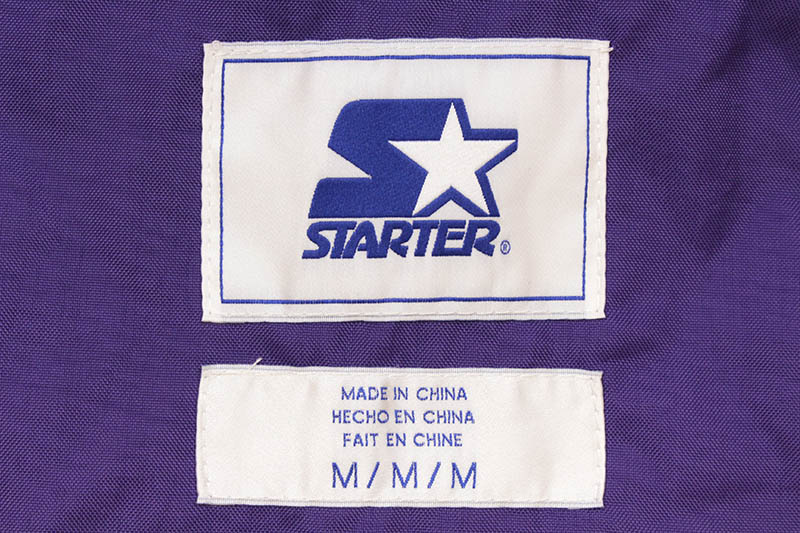 STARTER®
MADE IN CHINA
HECHO EN CHINA
FAIT EN CHINE
M / M / M